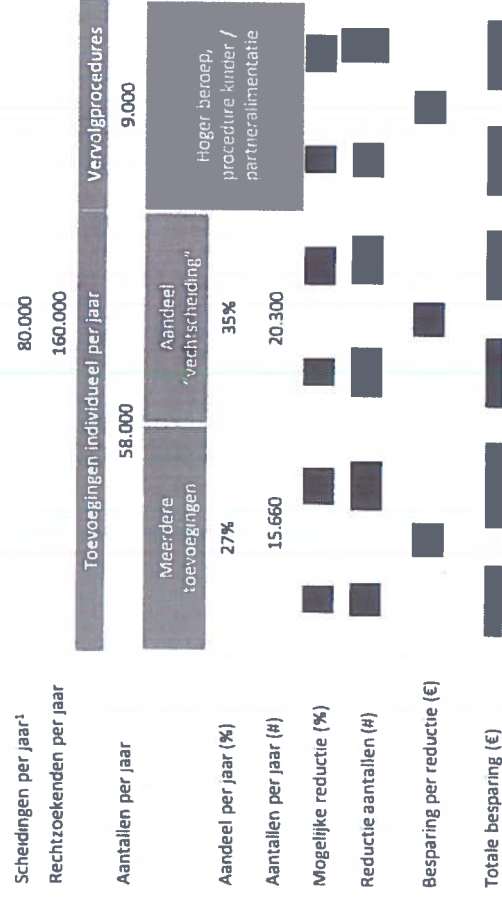 Scheidingen per jaar¹ 80.000
Rechtzoekenden per jaar 160.000
Toevoegingen individueel per jaar Vervolgprocedures
Aantallen per jaar 58.000 9.000
Meerdere
toevoegingen
Aandeel
"vechtscheiding"
Hoger beroep,
procedure kinder /
partneralimentatie
Aandeel per jaar (%) 27% 35%
Aantallen per jaar (#) 15.660 20.300
Mogelijke reductie (%)
Reductie aantallen (#)
Besparing per reductie (€)
Totale besparing (€)